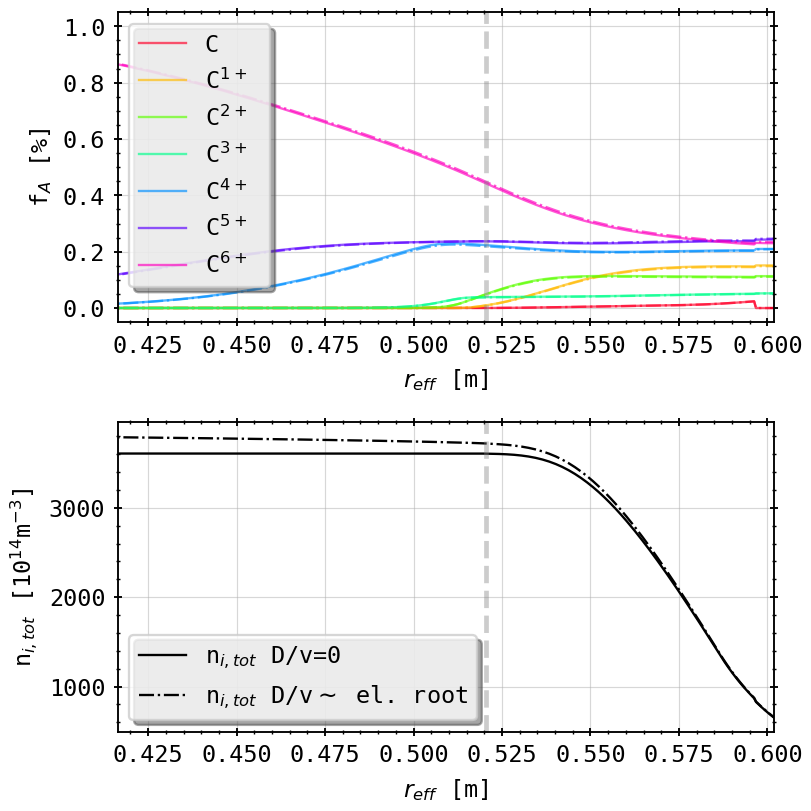 1.0
0.8
0.6
0.4
0.2
0.0
f_A [%]
C
C^1+
C^2+
C^3+
C^4+
C^5+
C^6+
0.425 0.450 0.475 0.500 0.525 0.550 0.575 0.600
r_eff [m]
3000
2000
1000
n_i,tot [10^14 m^-3]
n_i,tot D/v=0
n_i,tot D/v ~ el. root
0.425 0.450 0.475 0.500 0.525 0.550 0.575 0.600
r_eff [m]